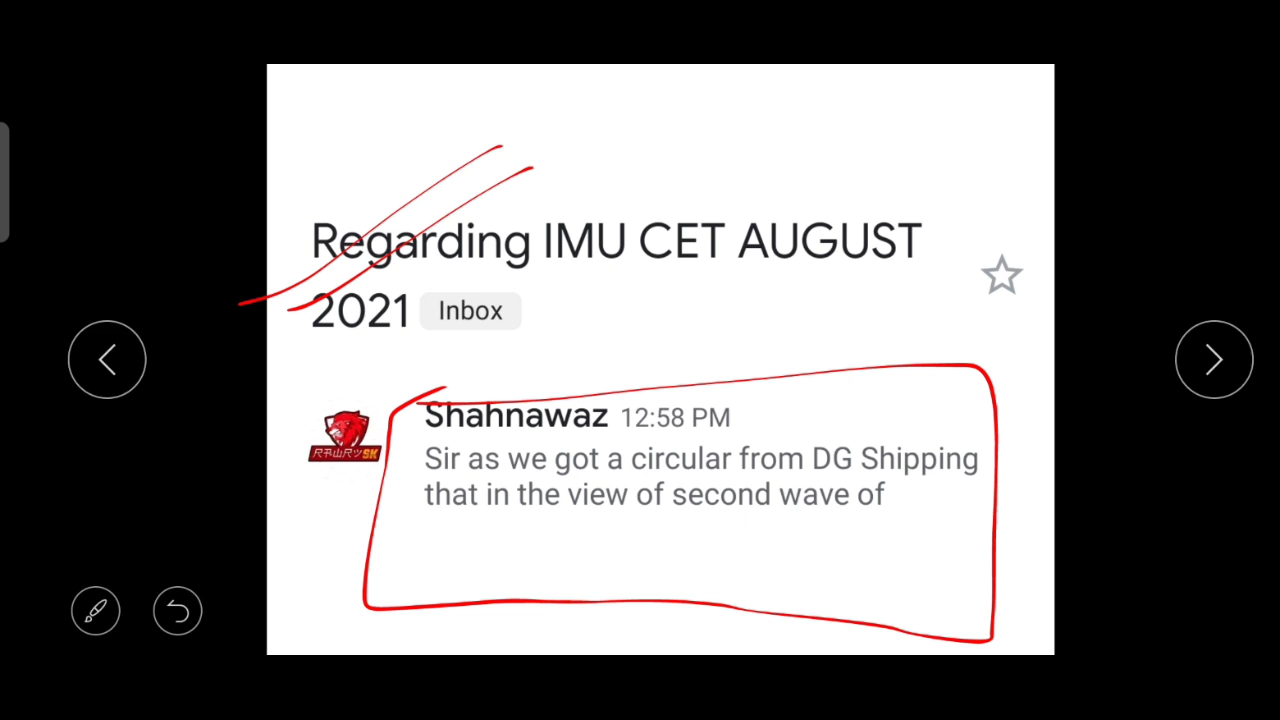 Regarding IMU CET AUGUST
2021 Inbox
Shahnawaz 12:58 PM
Sir as we got a circular from DG Shipping
that in the view of second wave of